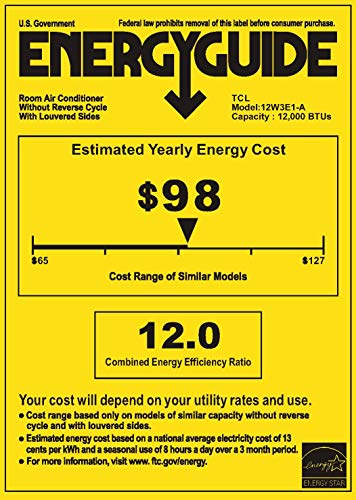 U.S. Government Federal law prohibits removal of this label before consumer purchase.
ENERGYGUIDE
Room Air Conditioner
Without Reverse Cycle
With Louvered Sides
TCL
Model:12W3E1-A
Capacity : 12,000 BTUs
Estimated Yearly Energy Cost
$98
$65 $127
Cost Range of Similar Models
12.0
Combined Energy Efficiency Ratio
Your cost will depend on your utility rates and use.
• Cost range based only on models of similar capacity without reverse
cycle and with louvered sides.
• Estimated energy cost based on a national average electricity cost of 13
cents per kWh and a seasonal use of 8 hours a day over a 3 month period.
• For more information, visit www. ftc.gov/energy.
energy
ENERGY STAR